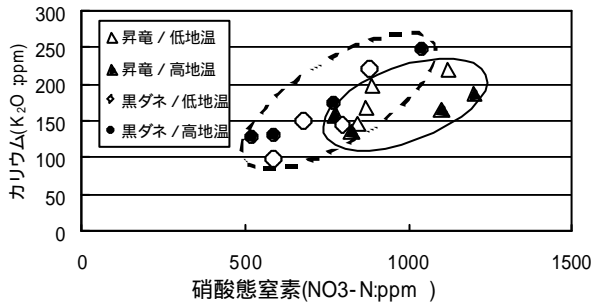 300
250
200
150
100
50
0
カリウム(K₂O:ppm)
昇竜/低地温
昇竜/高地温
黒ダネ/低地温
黒ダネ/高地温
0 500 1000 1500
硝酸態窒素(NO3-N:ppm )